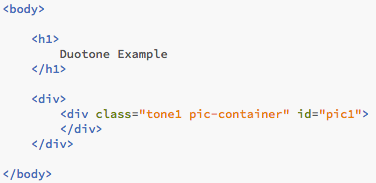 <body>
<h1>
Duotone Example
</h1>
<div>
<div class="tone1 pic-container" id="pic1">
</div>
</div>
</body>